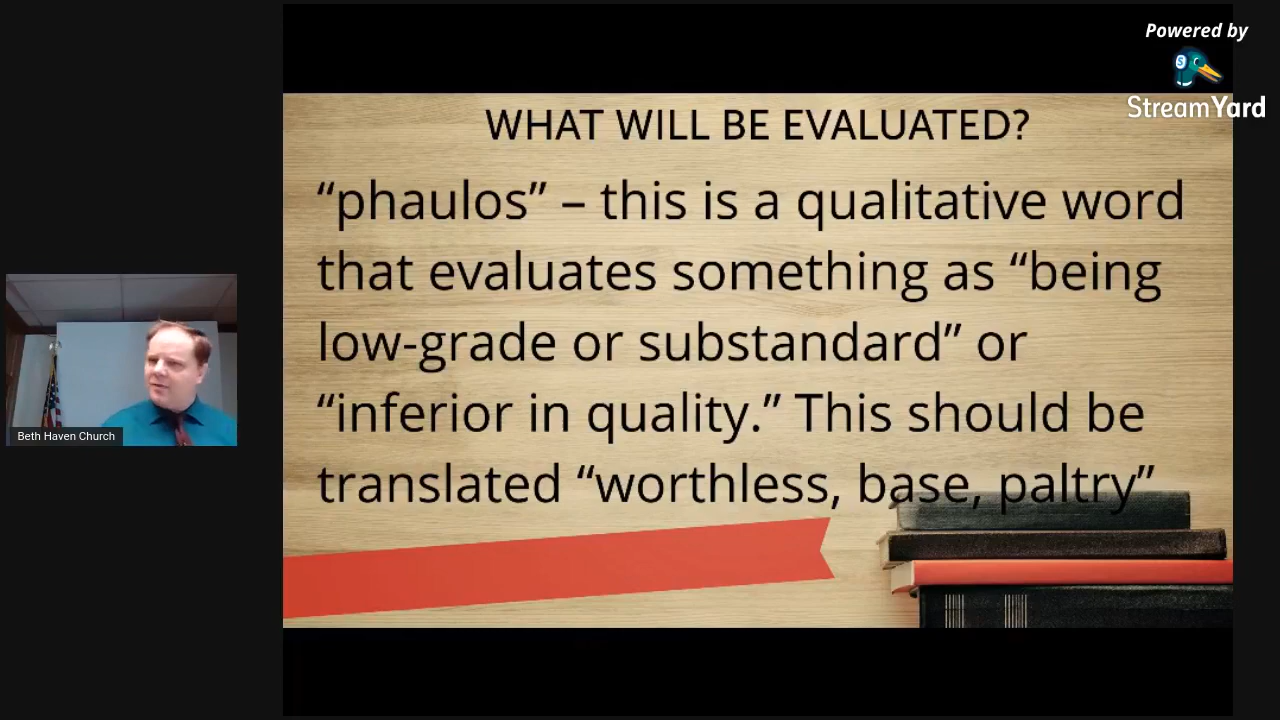 Powered by
StreamYard
WHAT WILL BE EVALUATED?
“phaulos” – this is a qualitative word
that evaluates something as “being
low-grade or substandard” or
“inferior in quality.” This should be
translated “worthless, base, paltry”
Beth Haven Church